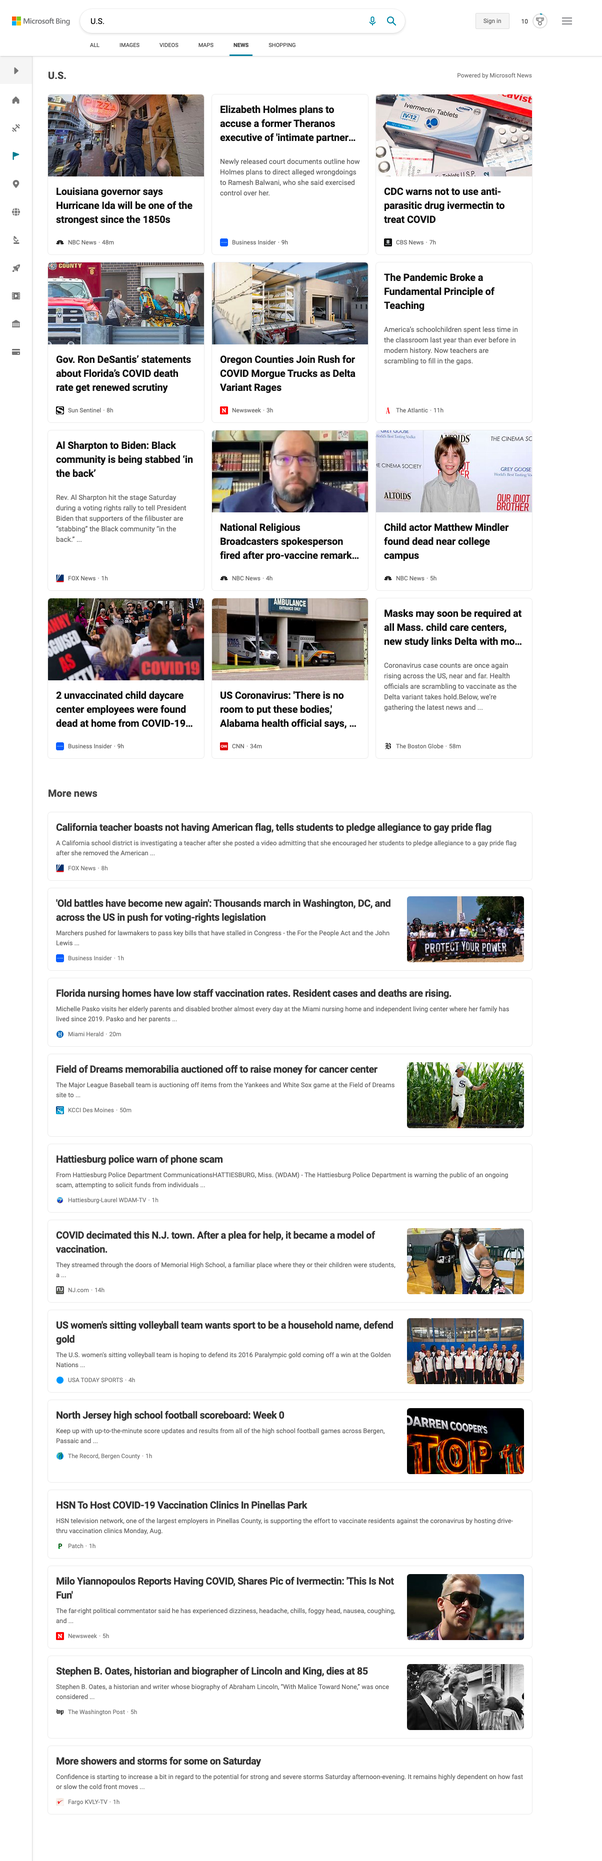 Microsoft Bing
U.S.
Sign in
10
ALL
IMAGES
VIDEOS
MAPS
NEWS
SHOPPING
U.S.
Powered by Microsoft News
PIZZA
Louisiana governor says
Hurricane Ida will be one of the
strongest since the 1850s
NBC News · 48m
Elizabeth Holmes plans to
accuse a former Theranos
executive of 'intimate partner...
Newly released court documents outline how
Holmes plans to direct alleged wrongdoings
to Ramesh Balwani, who she said exercised
control over her.
Business Insider · 9h
Ivermectin Tablets
IV-12
CDC warns not to use anti-
parasitic drug ivermectin to
treat COVID
CBS News · 7h
COUNTY
Gov. Ron DeSantis' statements
about Florida's COVID death
rate get renewed scrutiny
Sun Sentinel · 8h
Oregon Counties Join Rush for
COVID Morgue Trucks as Delta
Variant Rages
Newsweek · 3h
The Pandemic Broke a
Fundamental Principle of
Teaching
America's schoolchildren spent less time in
the classroom last year than ever before in
modern history. Now teachers are
scrambling to fill in the gaps.
The Atlantic · 11h
Al Sharpton to Biden: Black
community is being stabbed 'in
the back'
Rev. Al Sharpton hit the stage Saturday
during a voting rights rally to tell President
Biden that supporters of the filibuster are
"stabbing" the Black community "in the
back." ...
FOX News · 1h
National Religious
Broadcasters spokesperson
fired after pro-vaccine remark...
NBC News · 4h
ALTOIDS
THE CINEMA SOCIETY
GREY GOOSE
CINEMA SOCIETY
GREY GOOSE
ALTOIDS
OUR IDIOT
BROTHER
Child actor Matthew Mindler
found dead near college
campus
NBC News · 5h
COVID19
2 unvaccinated child daycare
center employees were found
dead at home from COVID-19...
Business Insider · 9h
AMBULANCE
US Coronavirus: 'There is no
room to put these bodies,'
Alabama health official says, ...
CNN · 34m
Masks may soon be required at
all Mass. child care centers,
new study links Delta with mo...
Coronavirus case counts are once again
rising across the US, near and far. Health
officials are scrambling to vaccinate as the
Delta variant takes hold.Below, we're
gathering the latest news and ...
The Boston Globe · 58m
More news
California teacher boasts not having American flag, tells students to pledge allegiance to gay pride flag
A California school district is investigating a teacher after she posted a video admitting that she encouraged her students to pledge allegiance to a gay pride flag
after she removed the American ...
FOX News · 8h
'Old battles have become new again': Thousands march in Washington, DC, and
across the US in push for voting-rights legislation
Marchers pushed for lawmakers to pass key bills that have stalled in Congress - the For the People Act and the John
Lewis ...
Business Insider · 1h
PROTECT YOUR POWER
Florida nursing homes have low staff vaccination rates. Resident cases and deaths are rising.
Michelle Pasko visits her elderly parents and disabled brother almost every day at the Miami nursing home and independent living center where her family has
lived since 2019. Pasko and her parents ...
Miami Herald · 20m
Field of Dreams memorabilia auctioned off to raise money for cancer center
The Major League Baseball team is auctioning off items from the Yankees and White Sox game at the Field of Dreams
site to ...
KCCI Des Moines · 50m
Hattiesburg police warn of phone scam
From Hattiesburg Police Department CommunicationsHATTIESBURG, Miss. (WDAM) - The Hattiesburg Police Department is warning the public of an ongoing
scam, attempting to solicit funds from individuals ...
Hattiesburg-Laurel WDAM-TV · 1h
COVID decimated this N.J. town. After a plea for help, it became a model of
vaccination.
They streamed through the doors of Memorial High School, a familiar place where they or their children were students,
a ...
NJ.com · 14h
US women's sitting volleyball team wants sport to be a household name, defend
gold
The U.S. women's sitting volleyball team is hoping to defend its 2016 Paralympic gold coming off a win at the Golden
Nations ...
USA TODAY SPORTS · 4h
North Jersey high school football scoreboard: Week 0
Keep up with up-to-the-minute score updates and results from all of the high school football games across Bergen,
Passaic and ...
The Record, Bergen County · 1h
DARREN COOPER'S
TOP
HSN To Host COVID-19 Vaccination Clinics In Pinellas Park
HSN television network, one of the largest employers in Pinellas County, is supporting the effort to vaccinate residents against the coronavirus by hosting drive-
thru vaccination clinics Monday, Aug.
Patch · 1h
Milo Yiannopoulos Reports Having COVID, Shares Pic of Ivermectin: 'This Is Not
Fun'
The far-right political commentator said he has experienced dizziness, headache, chills, foggy head, nausea, coughing,
and ...
Newsweek · 5h
Stephen B. Oates, historian and biographer of Lincoln and King, dies at 85
Stephen B. Oates, a historian and writer whose biography of Abraham Lincoln, "With Malice Toward None," was once
considered ...
The Washington Post · 5h
More showers and storms for some on Saturday
Confidence is starting to increase a bit in regard to the potential for strong and severe storms Saturday afternoon-evening. It remains highly dependent on how fast
or slow the cold front moves ...
Fargo KVLY-TV · 1h